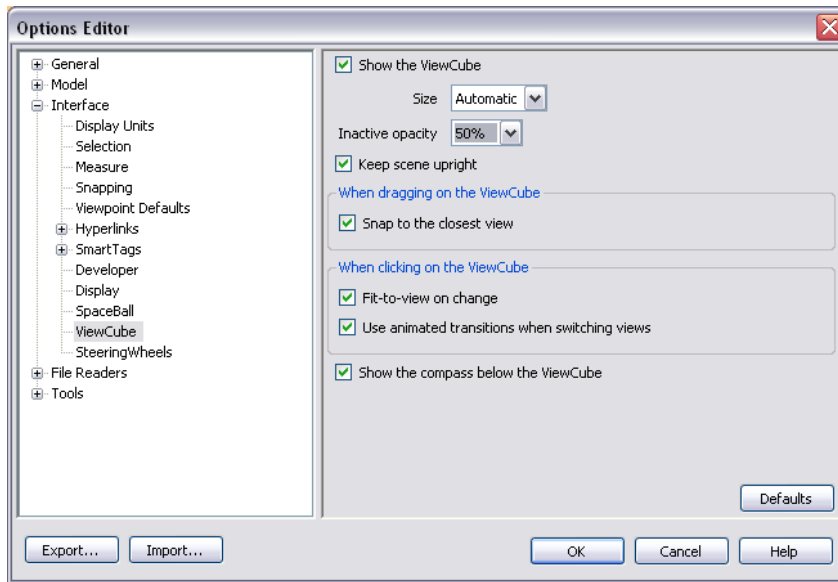 Options Editor
General
Model
Interface
Display Units
Selection
Measure
Snapping
Viewpoint Defaults
Hyperlinks
SmartTags
Developer
Display
SpaceBall
ViewCube
SteeringWheels
File Readers
Tools
Show the ViewCube
Size Automatic
Inactive opacity 50%
Keep scene upright
When dragging on the ViewCube
Snap to the closest view
When clicking on the ViewCube
Fit-to-view on change
Use animated transitions when switching views
Show the compass below the ViewCube
Defaults
Export... Import... OK Cancel Help